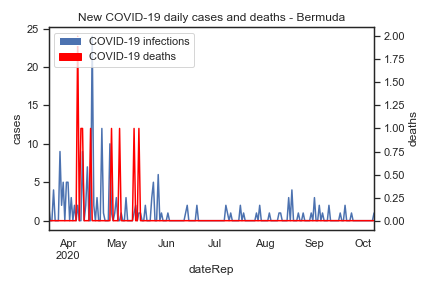 New COVID-19 daily cases and deaths - Bermuda
COVID-19 infections
COVID-19 deaths
25
20
15
10
5
0
cases
2.00
1.75
1.50
1.25
1.00
0.75
0.50
0.25
0.00
deaths
Apr May Jun Jul Aug Sep Oct
2020
dateRep